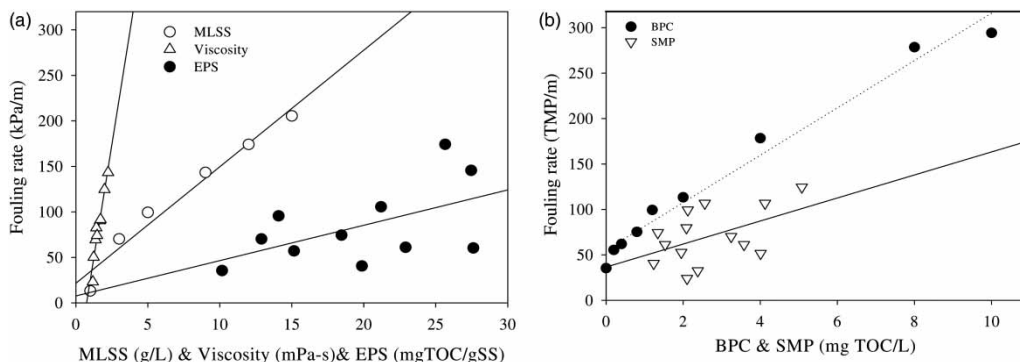 (a)
MLSS
Viscosity
EPS
Fouling rate (kPa/m)
300
250
200
150
100
50
0
0 5 10 15 20 25 30
MLSS (g/L) & Viscosity (mPa-s)& EPS (mgTOC/gSS)
(b)
BPC
SMP
Fouling rate (TMP/m)
300
250
200
150
100
50
0
0 2 4 6 8 10
BPC & SMP (mg TOC/L)